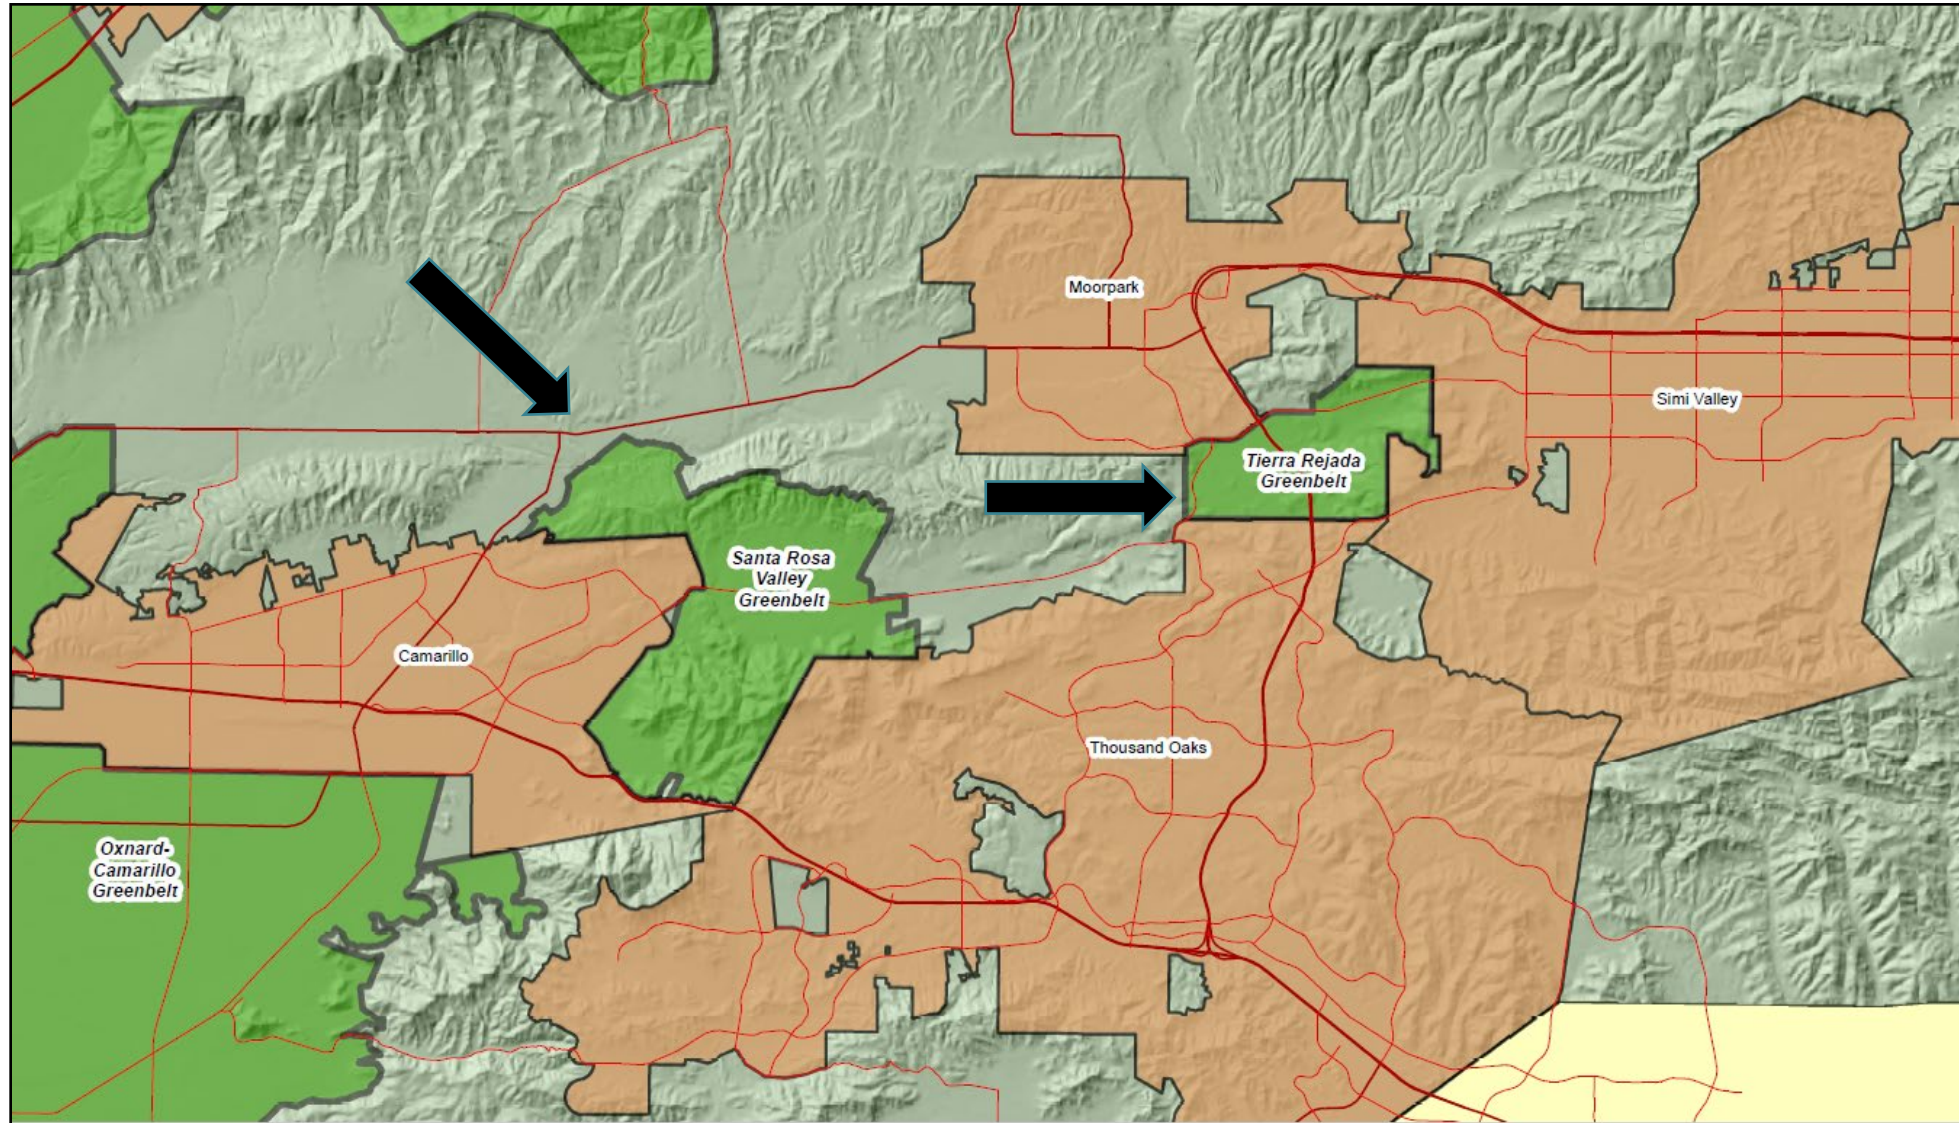 Moorpark
Simi Valley
Tierra Rejada
Greenbelt
Santa Rosa
Valley
Greenbelt
Camarillo
Thousand Oaks
Oxnard-
Camarillo
Greenbelt